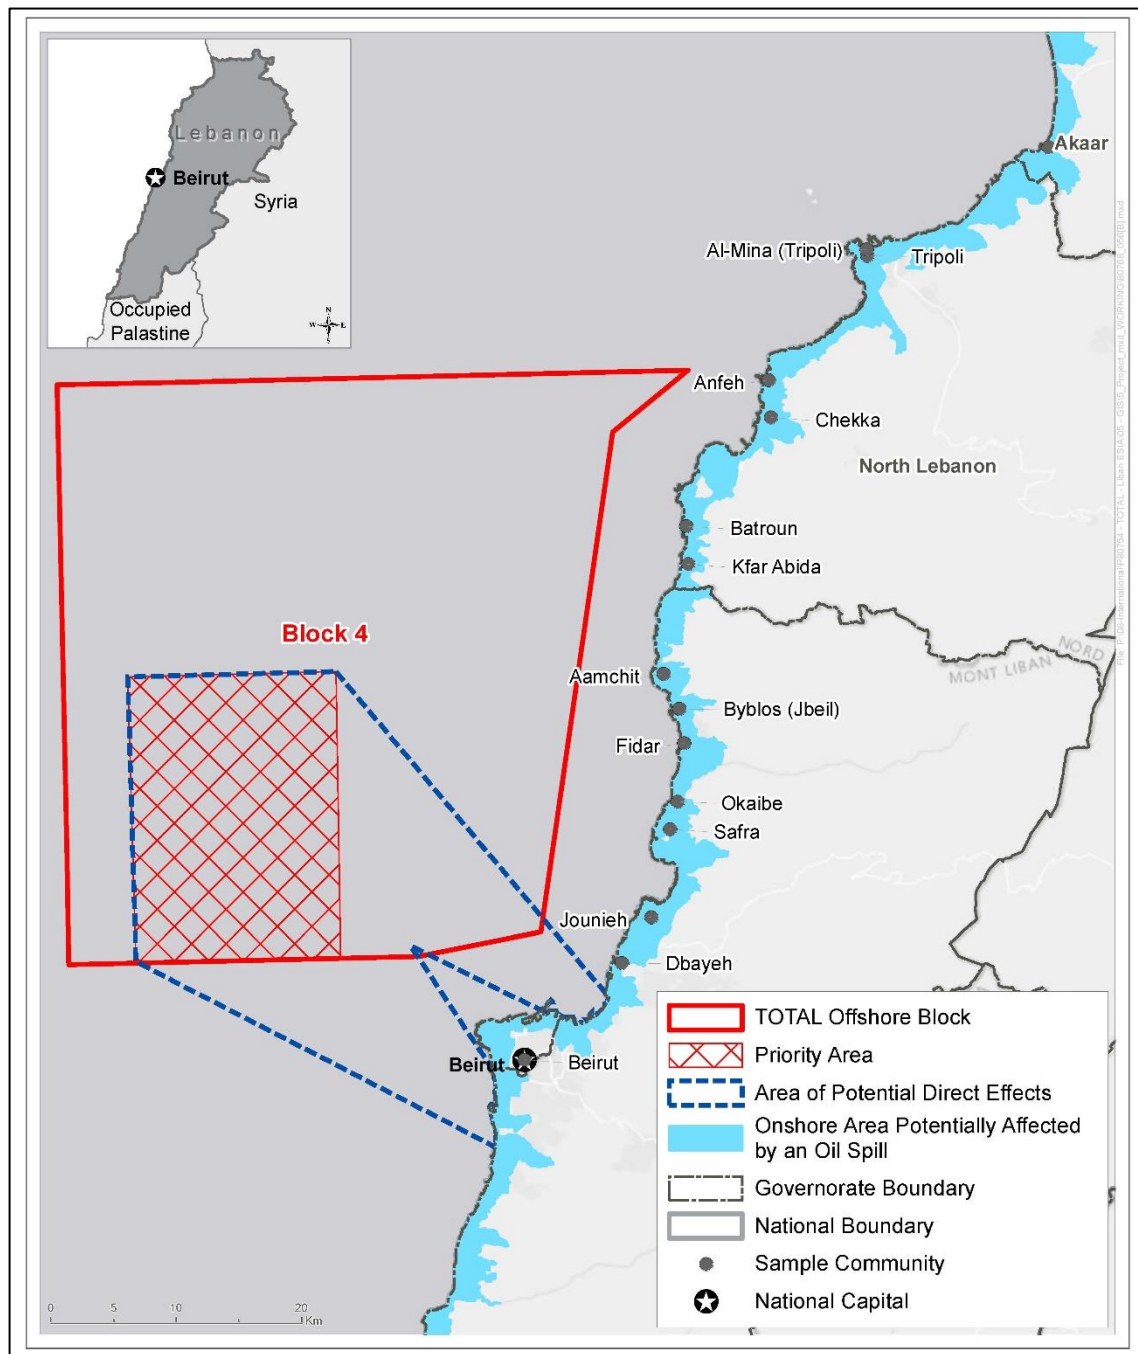 Lebanon
Beirut
Syria
Occupied
Palastine
N
W
E
S
Akaar
Al-Mina (Tripoli)
Tripoli
Anfeh
Chekka
North Lebanon
Batroun
Kfar Abida
Block 4
NORD
MONT LIBAN
Aamchit
Byblos (Jbeil)
Fidar
Okaibe
Safra
Jounieh
Dbayeh
Beirut
Beirut
TOTAL Offshore Block
Priority Area
Area of Potential Direct Effects
Onshore Area Potentially Affected
by an Oil Spill
Governorate Boundary
National Boundary
Sample Community
National Capital
0 5 10 20
Km